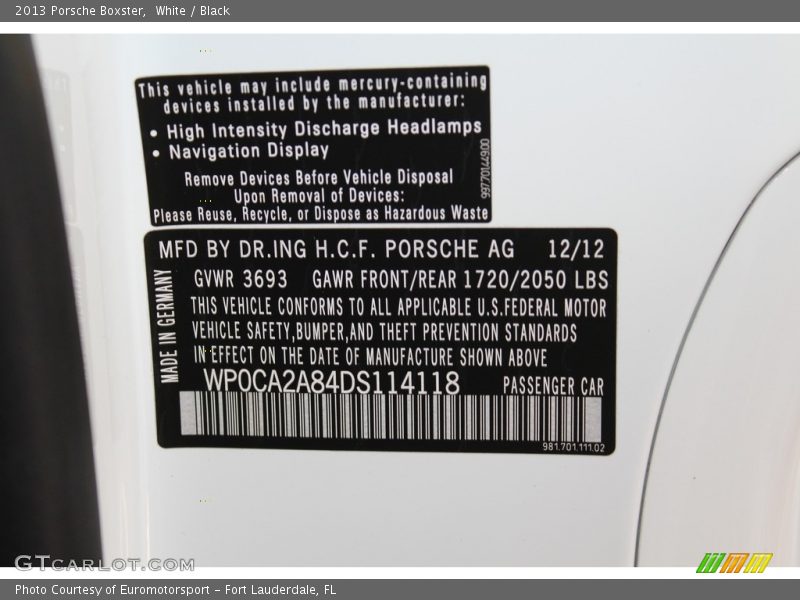 2013 Porsche Boxster, White / Black
This vehicle may include mercury-containing
devices installed by the manufacturer:
• High Intensity Discharge Headlamps
• Navigation Display
Remove Devices Before Vehicle Disposal
Upon Removal of Devices:
Please Reuse, Recycle, or Dispose as Hazardous Waste
99770144900
MFD BY DR.ING H.C.F. PORSCHE AG 12/12
GVWR 3693 GAWR FRONT/REAR 1720/2050 LBS
THIS VEHICLE CONFORMS TO ALL APPLICABLE U.S.FEDERAL MOTOR
VEHICLE SAFETY,BUMPER,AND THEFT PREVENTION STANDARDS
IN EFFECT ON THE DATE OF MANUFACTURE SHOWN ABOVE
MADE IN GERMANY
WP0CA2A84DS114118 PASSENGER CAR
981.701.111.02
GTcarlot.com
Photo Courtesy of Euromotorsport - Fort Lauderdale, FL